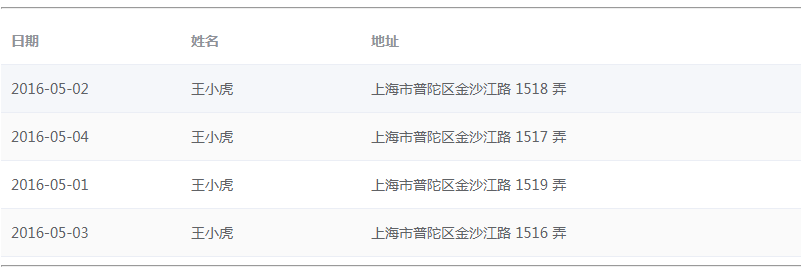 日期 姓名 地址
2016-05-02 王小虎 上海市普陀区金沙江路 1518 弄
2016-05-04 王小虎 上海市普陀区金沙江路 1517 弄
2016-05-01 王小虎 上海市普陀区金沙江路 1519 弄
2016-05-03 王小虎 上海市普陀区金沙江路 1516 弄